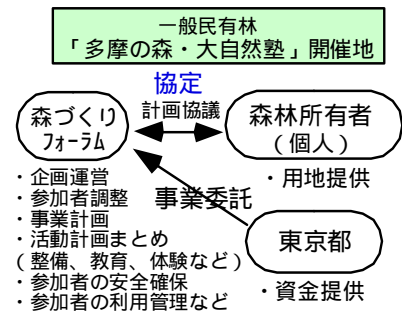 一般民有林
「多摩の森・大自然塾」開催地
協定
計画協議
森づくり
フォーラム
森林所有者
(個人)
・企画運営
・参加者調整
・事業計画
・活動計画まとめ
(整備、教育、体験など)
・参加者の安全確保
・参加者の利用管理など
事業委託
・用地提供
東京都
・資金提供